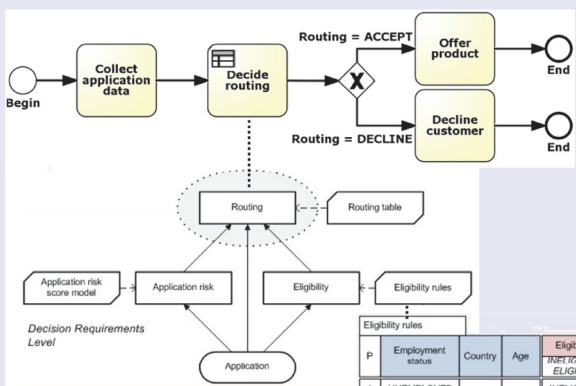 Routing = ACCEPT
Offer
product
End
Collect
application
data
Decide
routing
X
Begin
Routing = DECLINE
Decline
customer
End
Routing
Routing table
Application risk
score model
Application risk
Eligibility
Eligibility rules
Decision Requirements
Level
Application
Eligibility rules
P
Employment
status
Country
Age